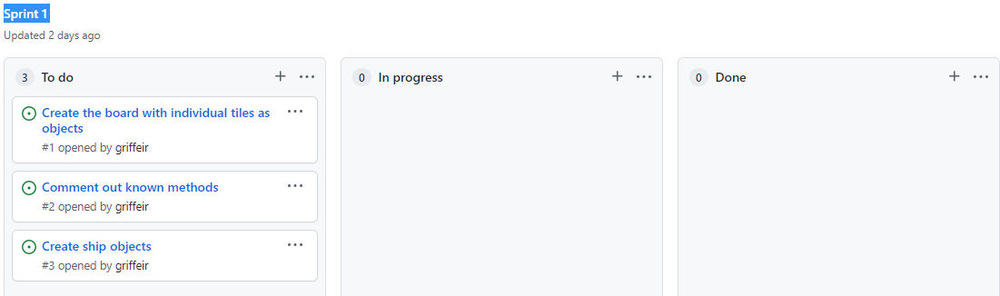 Sprint 1
Updated 2 days ago
3 To do
Create the board with individual tiles as
objects
#1 opened by griffeir
Comment out known methods
#2 opened by griffeir
Create ship objects
#3 opened by griffeir
0 In progress
0 Done